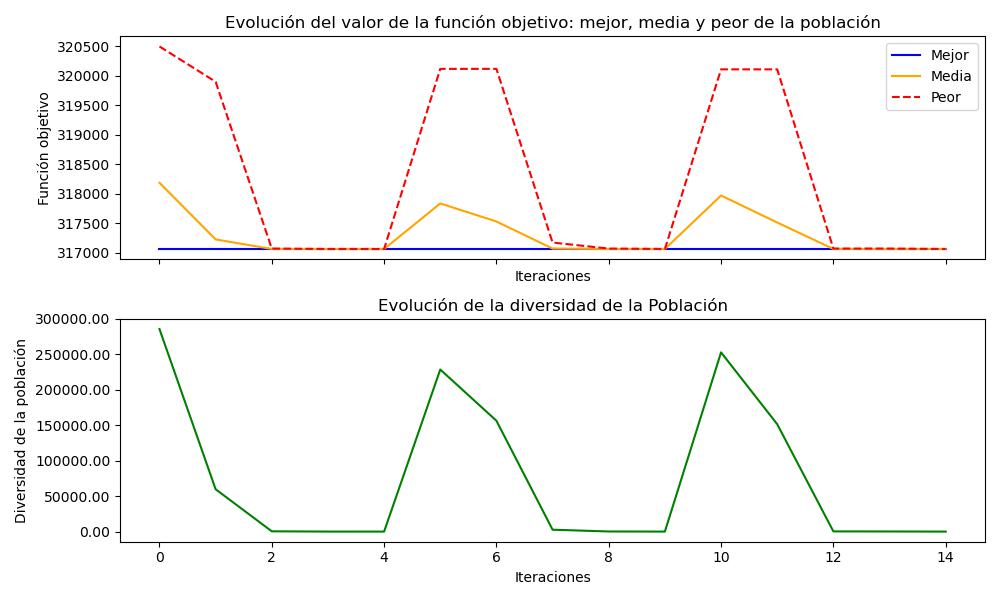 Evolución del valor de la función objetivo: mejor, media y peor de la población
320500
320000
319500
319000
318500
318000
317500
317000
Función objetivo
Mejor
Media
Peor
Iteraciones
Evolución de la diversidad de la Población
300000.00
250000.00
200000.00
150000.00
100000.00
50000.00
0.00
Diversidad de la población
0 2 4 6 8 10 12 14
Iteraciones